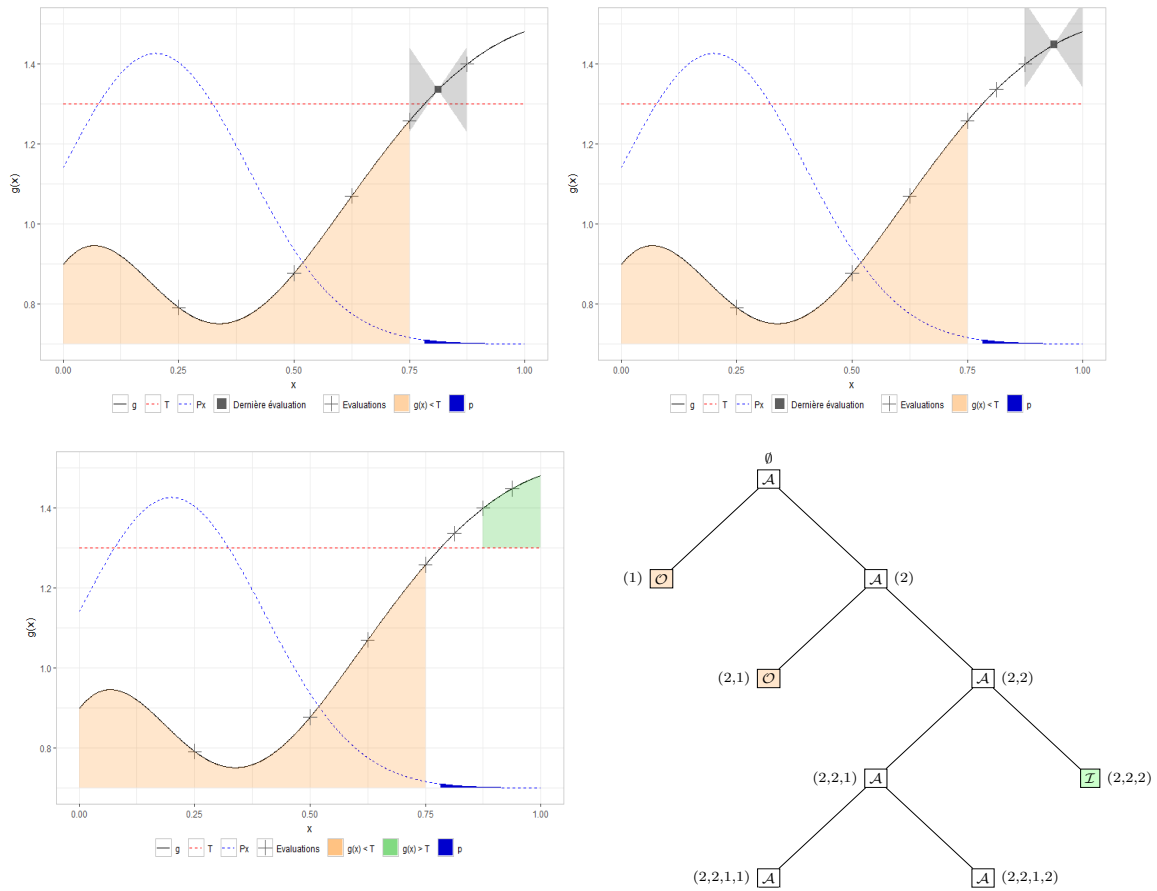 1.4
1.2
1.0
0.8
g(x)
0.00 0.25 0.50 0.75 1.00
x
g T Px Dernière évaluation Evaluations g(x) < T p
1.4
1.2
1.0
0.8
g(x)
0.00 0.25 0.50 0.75 1.00
x
g T Px Dernière évaluation Evaluations g(x) < T p
1.4
1.2
1.0
0.8
g(x)
0.00 0.25 0.50 0.75 1.00
x
g T Px Evaluations g(x) < T g(x) > T p
∅
𝒜
(1) 𝒪 𝒜 (2)
(2,1) 𝒪 𝒜 (2,2)
(2,2,1) 𝒜 ℐ (2,2,2)
(2,2,1,1) 𝒜 𝒜 (2,2,1,2)